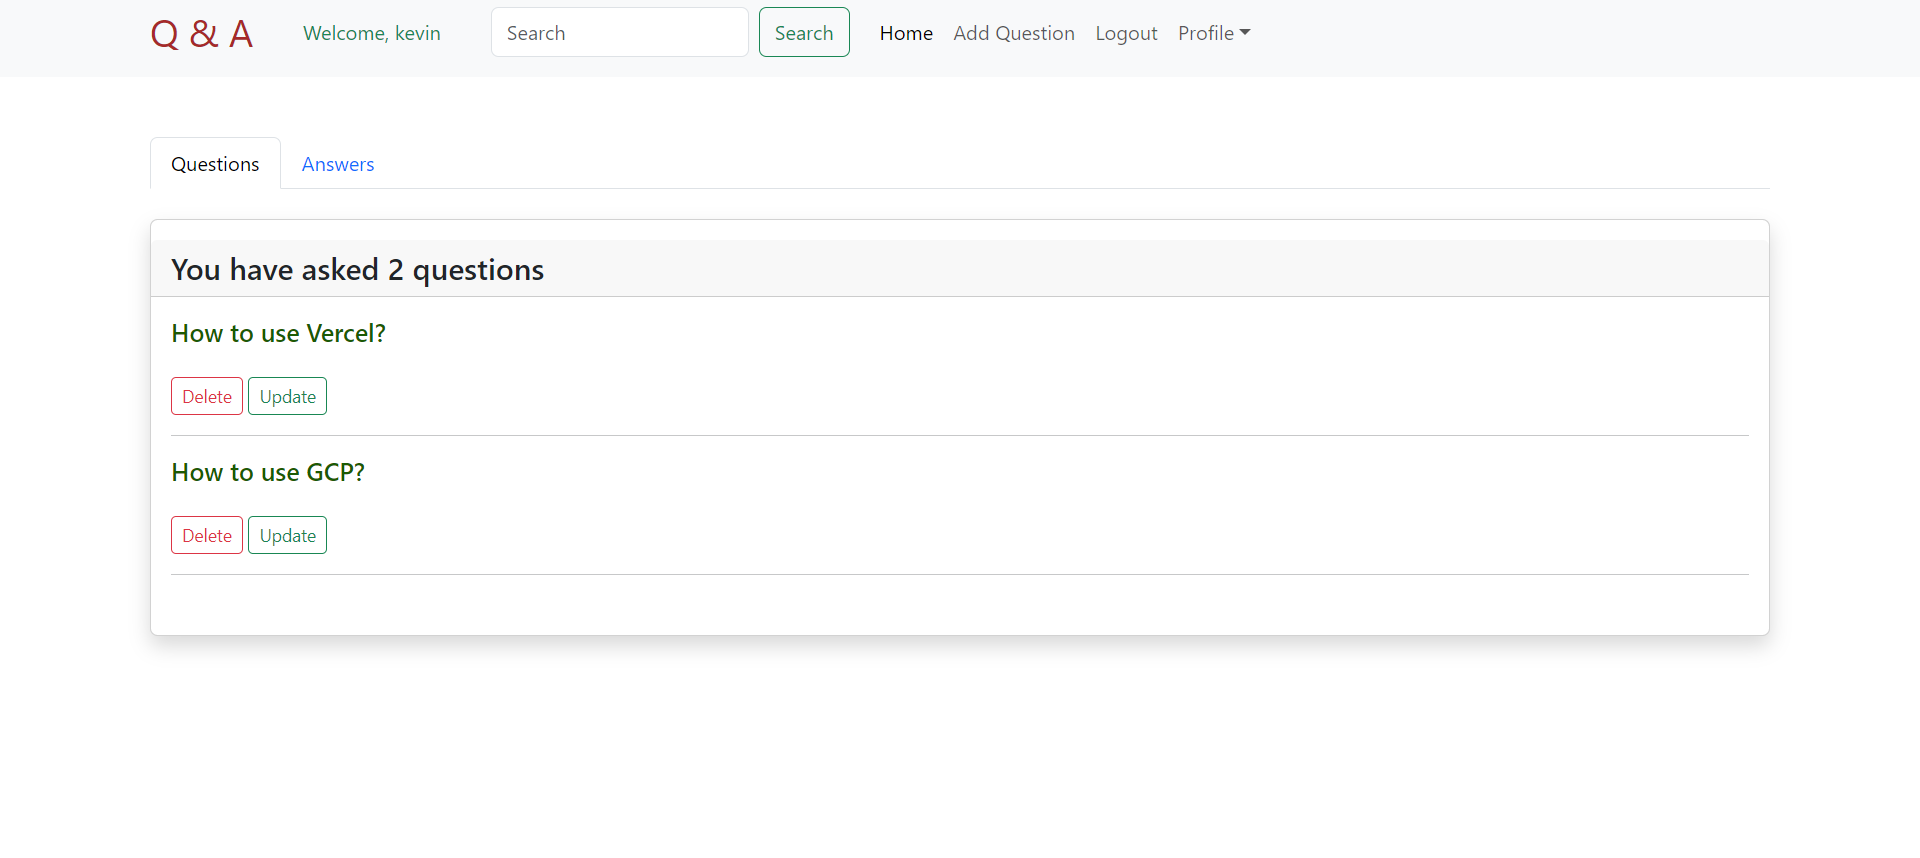 Q & A Welcome, kevin Search Search Home Add Question Logout Profile
Questions Answers
You have asked 2 questions
How to use Vercel?
Delete Update
How to use GCP?
Delete Update